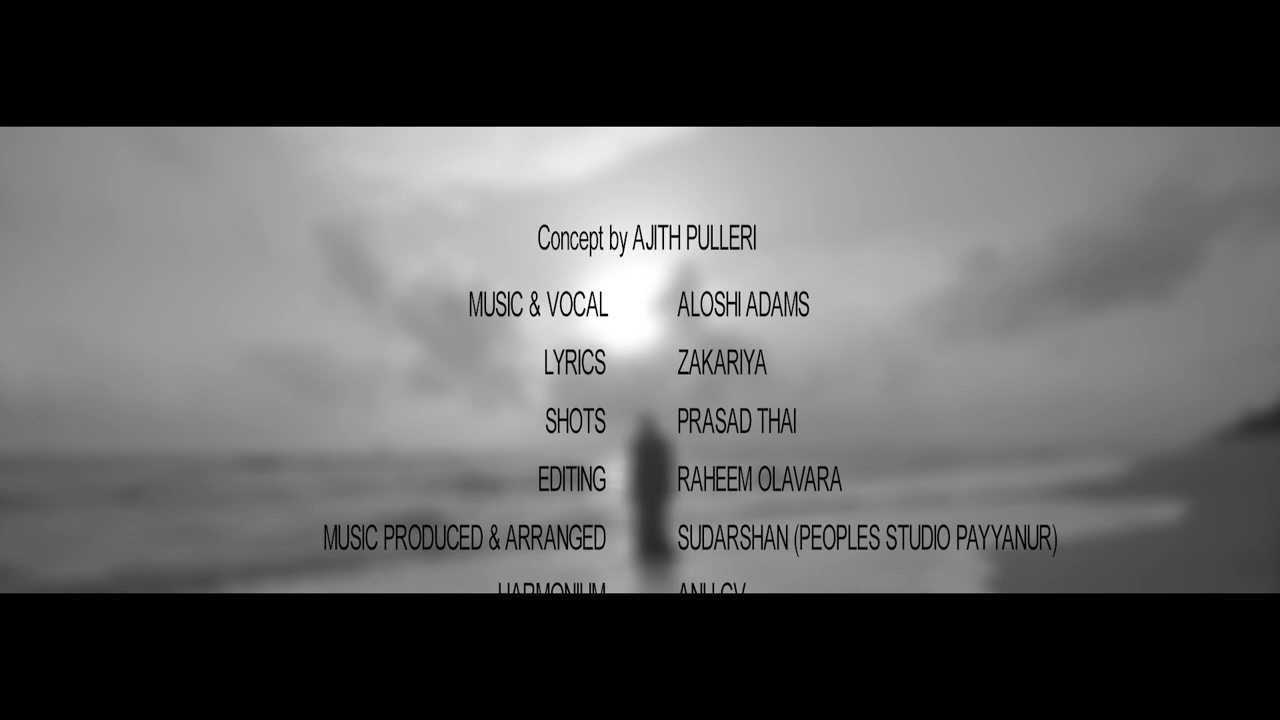 Concept by AJITH PULLERI
MUSIC & VOCAL ALOSHI ADAMS
LYRICS ZAKARIYA
SHOTS PRASAD THAI
EDITING RAHEEM OLAVARA
MUSIC PRODUCED & ARRANGED SUDARSHAN (PEOPLES STUDIO PAYYANUR)
HARMONIUM